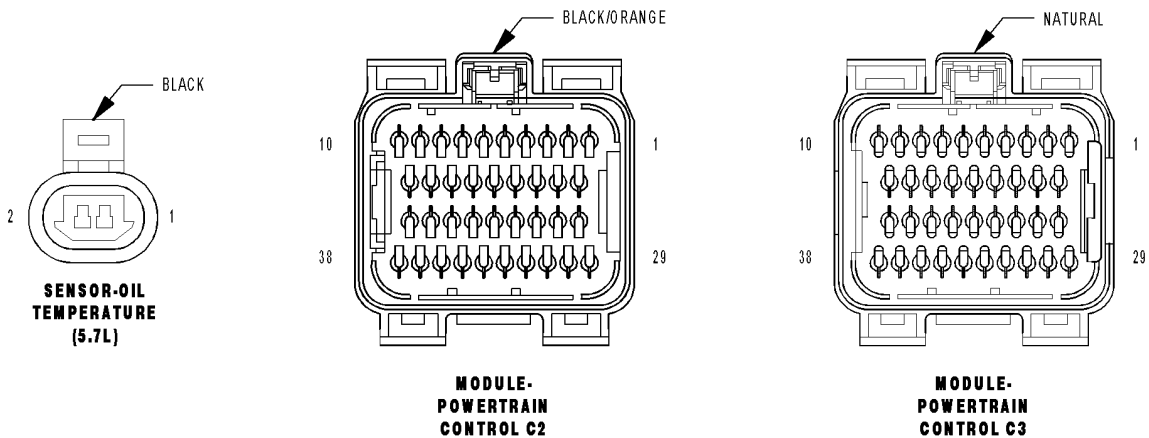 BLACK
2
1
SENSOR-OIL
TEMPERATURE
(5.7L)
BLACK/ORANGE
10
1
38
29
MODULE-
POWERTRAIN
CONTROL C2
NATURAL
10
1
38
29
MODULE-
POWERTRAIN
CONTROL C3